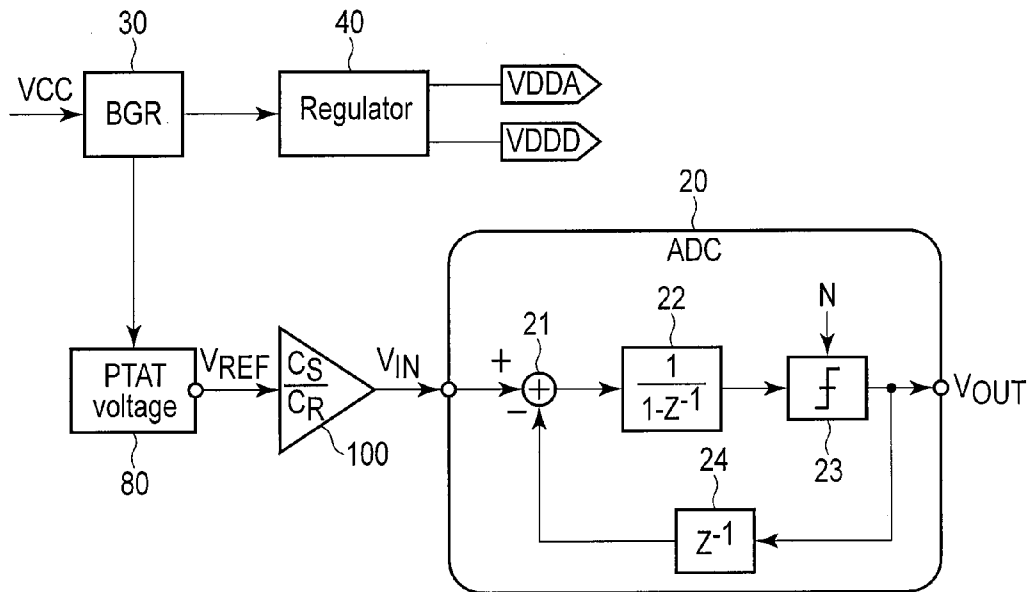 30
40
VCC
BGR
Regulator
VDDA
VDDD
20
ADC
22
21
N
PTAT
voltage
VREF
CS
CR
VIN
+
+
−
1
1-Z-1
VOUT
80
100
24
23
Z-1